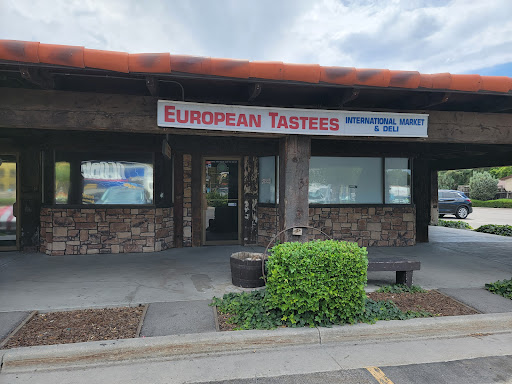 EUROPEAN TASTEES
INTERNATIONAL MARKET
& DELI